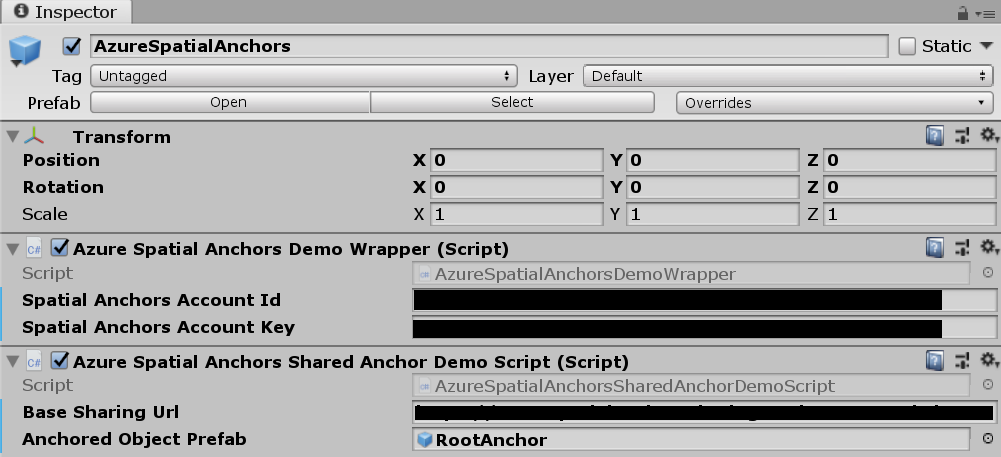 Inspector
AzureSpatialAnchors Static
Tag Untagged Layer Default
Prefab Open Select Overrides
Transform
Position X 0 Y 0 Z 0
Rotation X 0 Y 0 Z 0
Scale X 1 Y 1 Z 1
C# Azure Spatial Anchors Demo Wrapper (Script)
Script AzureSpatialAnchorsDemoWrapper
Spatial Anchors Account Id
Spatial Anchors Account Key
C# Azure Spatial Anchors Shared Anchor Demo Script (Script)
Script AzureSpatialAnchorsSharedAnchorDemoScript
Base Sharing Url
Anchored Object Prefab RootAnchor